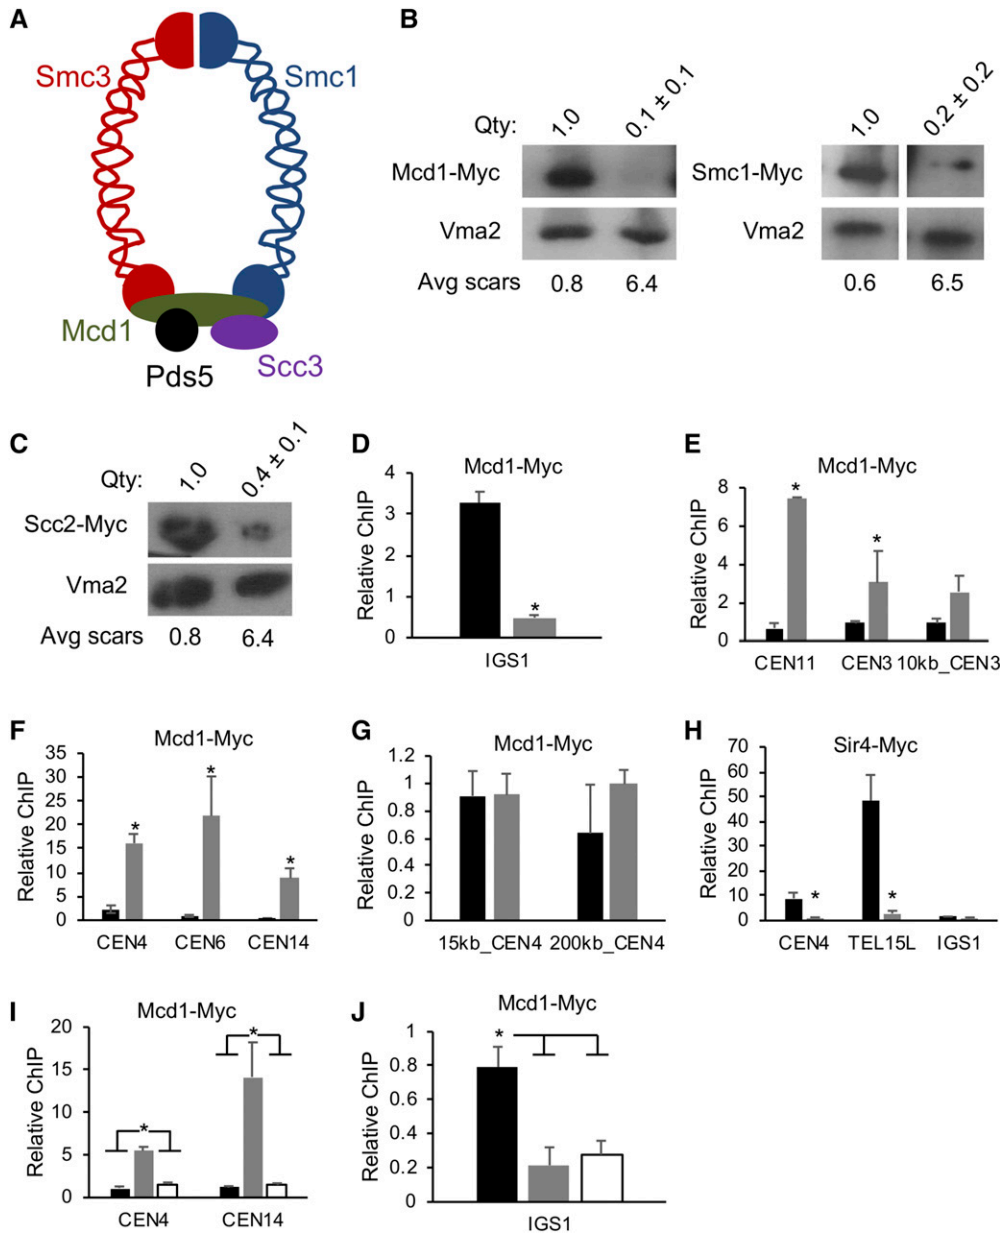 A
Smc3
Smc1
Mcd1
Pds5
Scc3
B
Qty:
1.0
0.1 ± 0.1
Mcd1-Myc
Vma2
Avg scars
0.8
6.4
1.0
0.2 ± 0.2
Smc1-Myc
Vma2
0.6
6.5
C
Qty:
1.0
0.4 ± 0.1
Scc2-Myc
Vma2
Avg scars
0.8
6.4
D
Mcd1-Myc
Relative ChIP
4
3
2
1
0
*
IGS1
E
Mcd1-Myc
Relative ChIP
8
6
4
2
0
*
*
CEN11 CEN3 10kb_CEN3
F
Mcd1-Myc
Relative ChIP
35
30
25
20
15
10
5
0
*
*
*
CEN4 CEN6 CEN14
G
Mcd1-Myc
Relative ChIP
1.2
1
0.8
0.6
0.4
0.2
0
15kb_CEN4 200kb_CEN4
H
Sir4-Myc
Relative ChIP
70
60
50
40
30
20
10
0
*
*
CEN4 TEL15L IGS1
I
Mcd1-Myc
Relative ChIP
20
15
10
5
0
*
*
CEN4 CEN14
J
Mcd1-Myc
Relative ChIP
1
0.8
0.6
0.4
0.2
0
*
IGS1